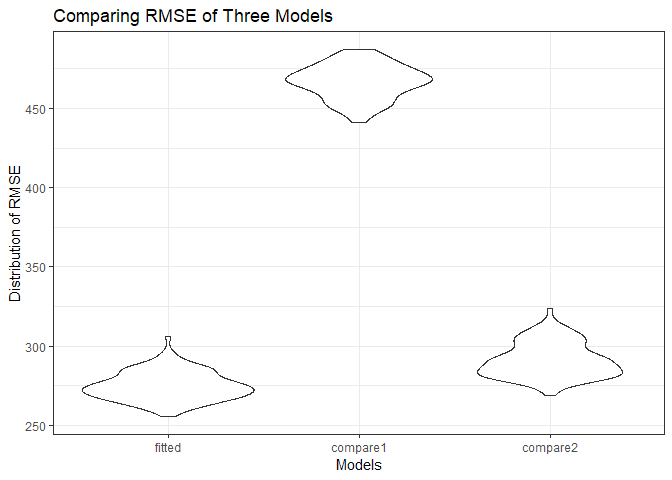 Comparing RMSE of Three Models
Distribution of RMSE
450
400
350
300
250
fitted compare1 compare2
Models